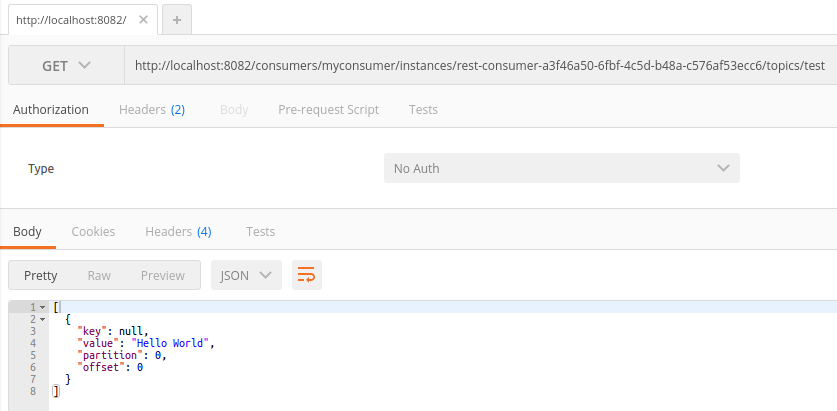 http://localhost:8082/ × +
GET http://localhost:8082/consumers/myconsumer/instances/rest-consumer-a3f46a50-6fbf-4c5d-b48a-c576af53ecc6/topics/test
Authorization Headers (2) Body Pre-request Script Tests
Type No Auth
Body Cookies Headers (4) Tests
Pretty Raw Preview JSON
1 [
2 {
3 "key": null,
4 "value": "Hello World",
5 "partition": 0,
6 "offset": 0
7 }
8 ]